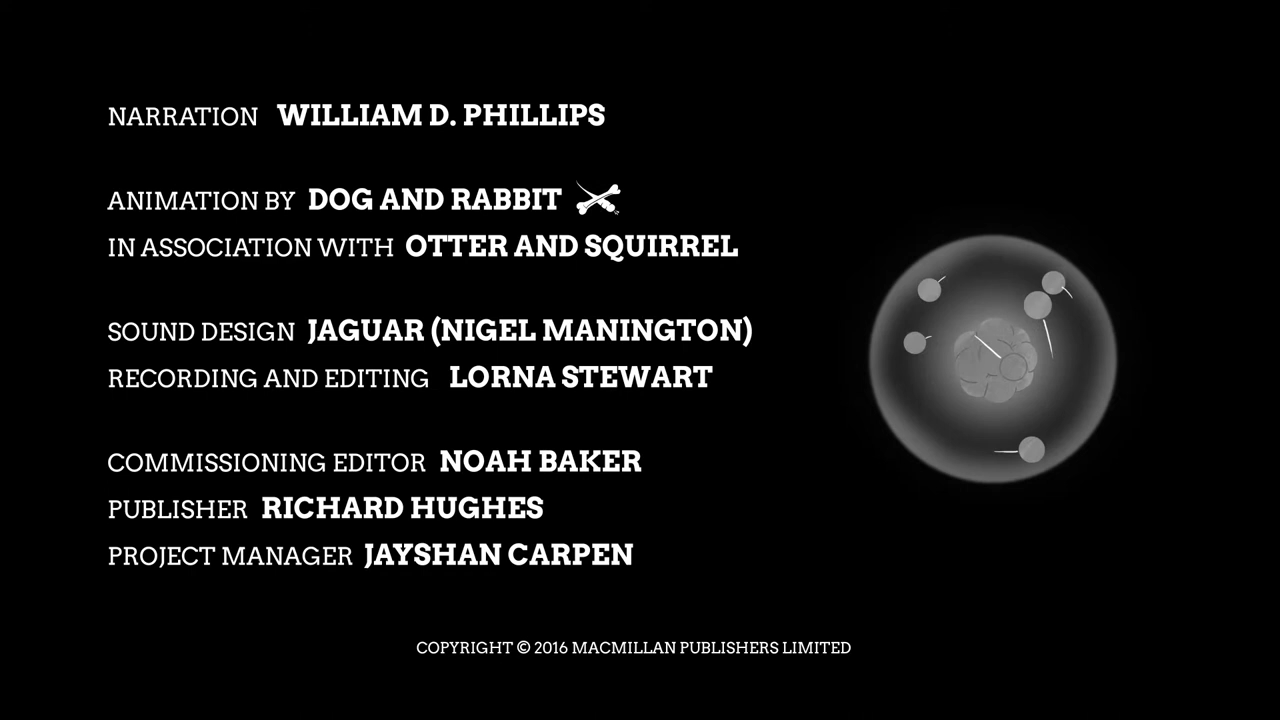 NARRATION WILLIAM D. PHILLIPS
ANIMATION BY DOG AND RABBIT
IN ASSOCIATION WITH OTTER AND SQUIRREL
SOUND DESIGN JAGUAR (NIGEL MANINGTON)
RECORDING AND EDITING LORNA STEWART
COMMISSIONING EDITOR NOAH BAKER
PUBLISHER RICHARD HUGHES
PROJECT MANAGER JAYSHAN CARPEN
COPYRIGHT © 2016 MACMILLAN PUBLISHERS LIMITED